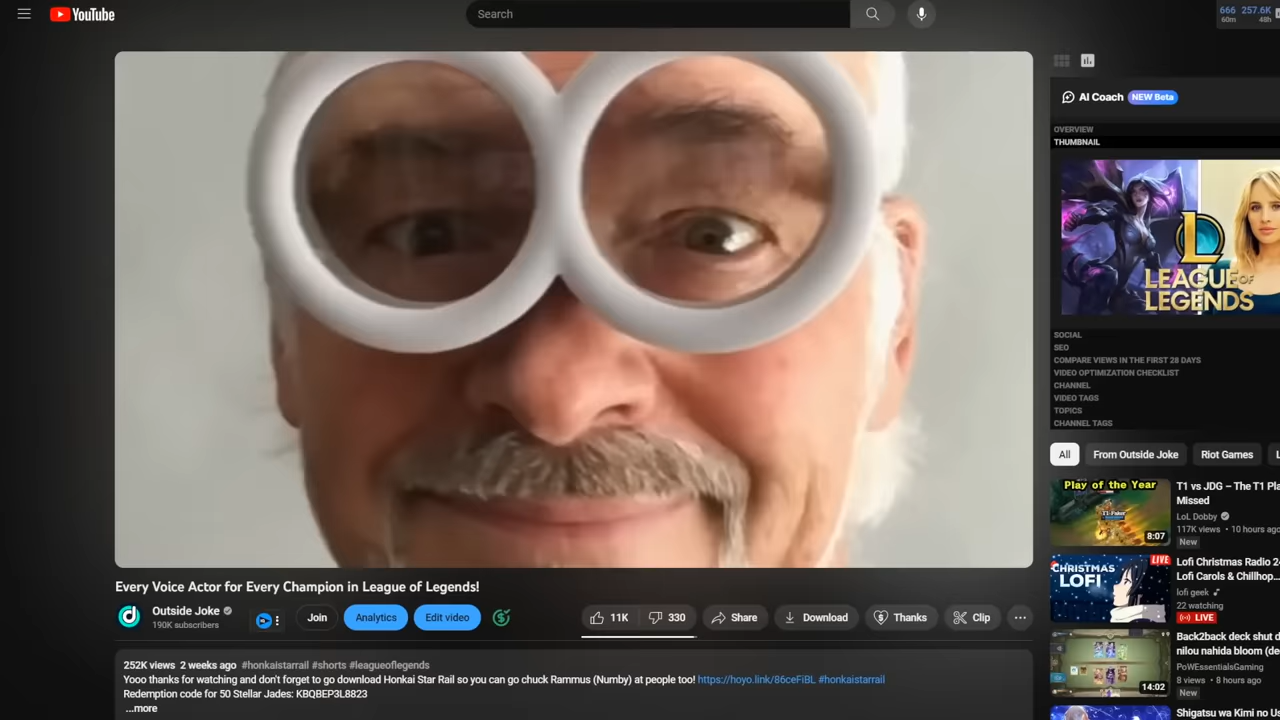 YouTube
Search
666 257.6K
60m 48h
AI Coach NEW Beta
OVERVIEW
THUMBNAIL
LEAGUE OF
LEGENDS
SOCIAL
SEO
COMPARE VIEWS IN THE FIRST 28 DAYS
VIDEO OPTIMIZATION CHECKLIST
CHANNEL
VIDEO TAGS
TOPICS
CHANNEL TAGS
All From Outside Joke Riot Games L
Play of the Year
T1-Faker
8:07
T1 vs JDG – The T1 Pla
Missed
LoL Dobby
117K views • 10 hours ago
New
CHRISTMAS
LOFI
LIVE
Lofi Christmas Radio 24
Lofi Carols & Chillhop...
lofi geek
22 watching
LIVE
14:02
Back2back deck shut d
nilou nahida bloom (de
PoWEssentialsGaming
8 views • 8 hours ago
New
Shigatsu wa Kimi no Us
Every Voice Actor for Every Champion in League of Legends!
Outside Joke
190K subscribers
Join
Analytics
Edit video
11K
330
Share
Download
Thanks
Clip
252K views 2 weeks ago #honkaistarrail #shorts #leagueoflegends
Yooo thanks for watching and don't forget to go download Honkai Star Rail so you can go chuck Rammus (Numby) at people too! https://hoyo.link/86ceFiBL #honkaistarrail
Redemption code for 50 Stellar Jades: KBQBEP3L8823
...more